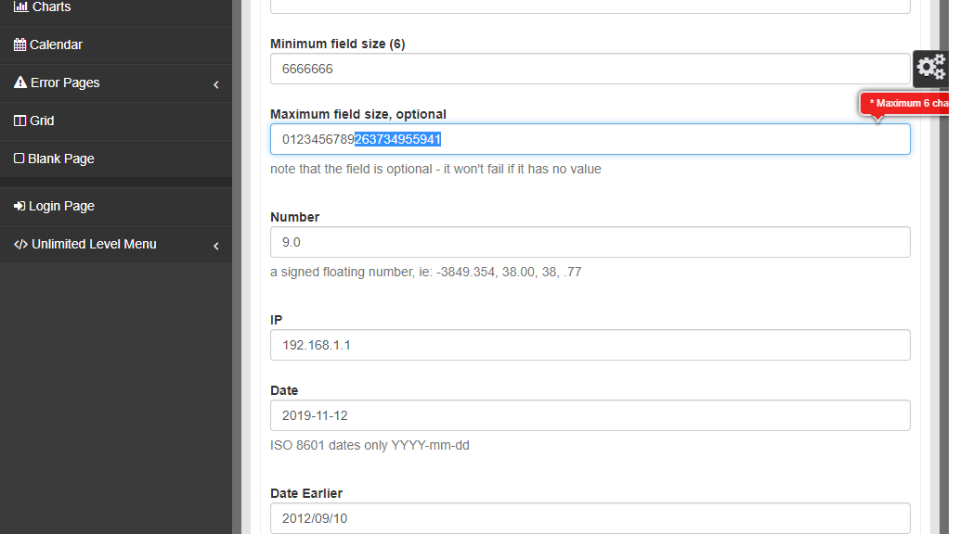 Charts
Calendar
Error Pages
Grid
Blank Page
Login Page
Unlimited Level Menu
Minimum field size (6)
6666666
* Maximum 6 cha
Maximum field size, optional
0123456789263734955941
note that the field is optional - it won't fail if it has no value
Number
9.0
a signed floating number, ie: -3849.354, 38.00, 38, .77
IP
192.168.1.1
Date
2019-11-12
ISO 8601 dates only YYYY-mm-dd
Date Earlier
2012/09/10